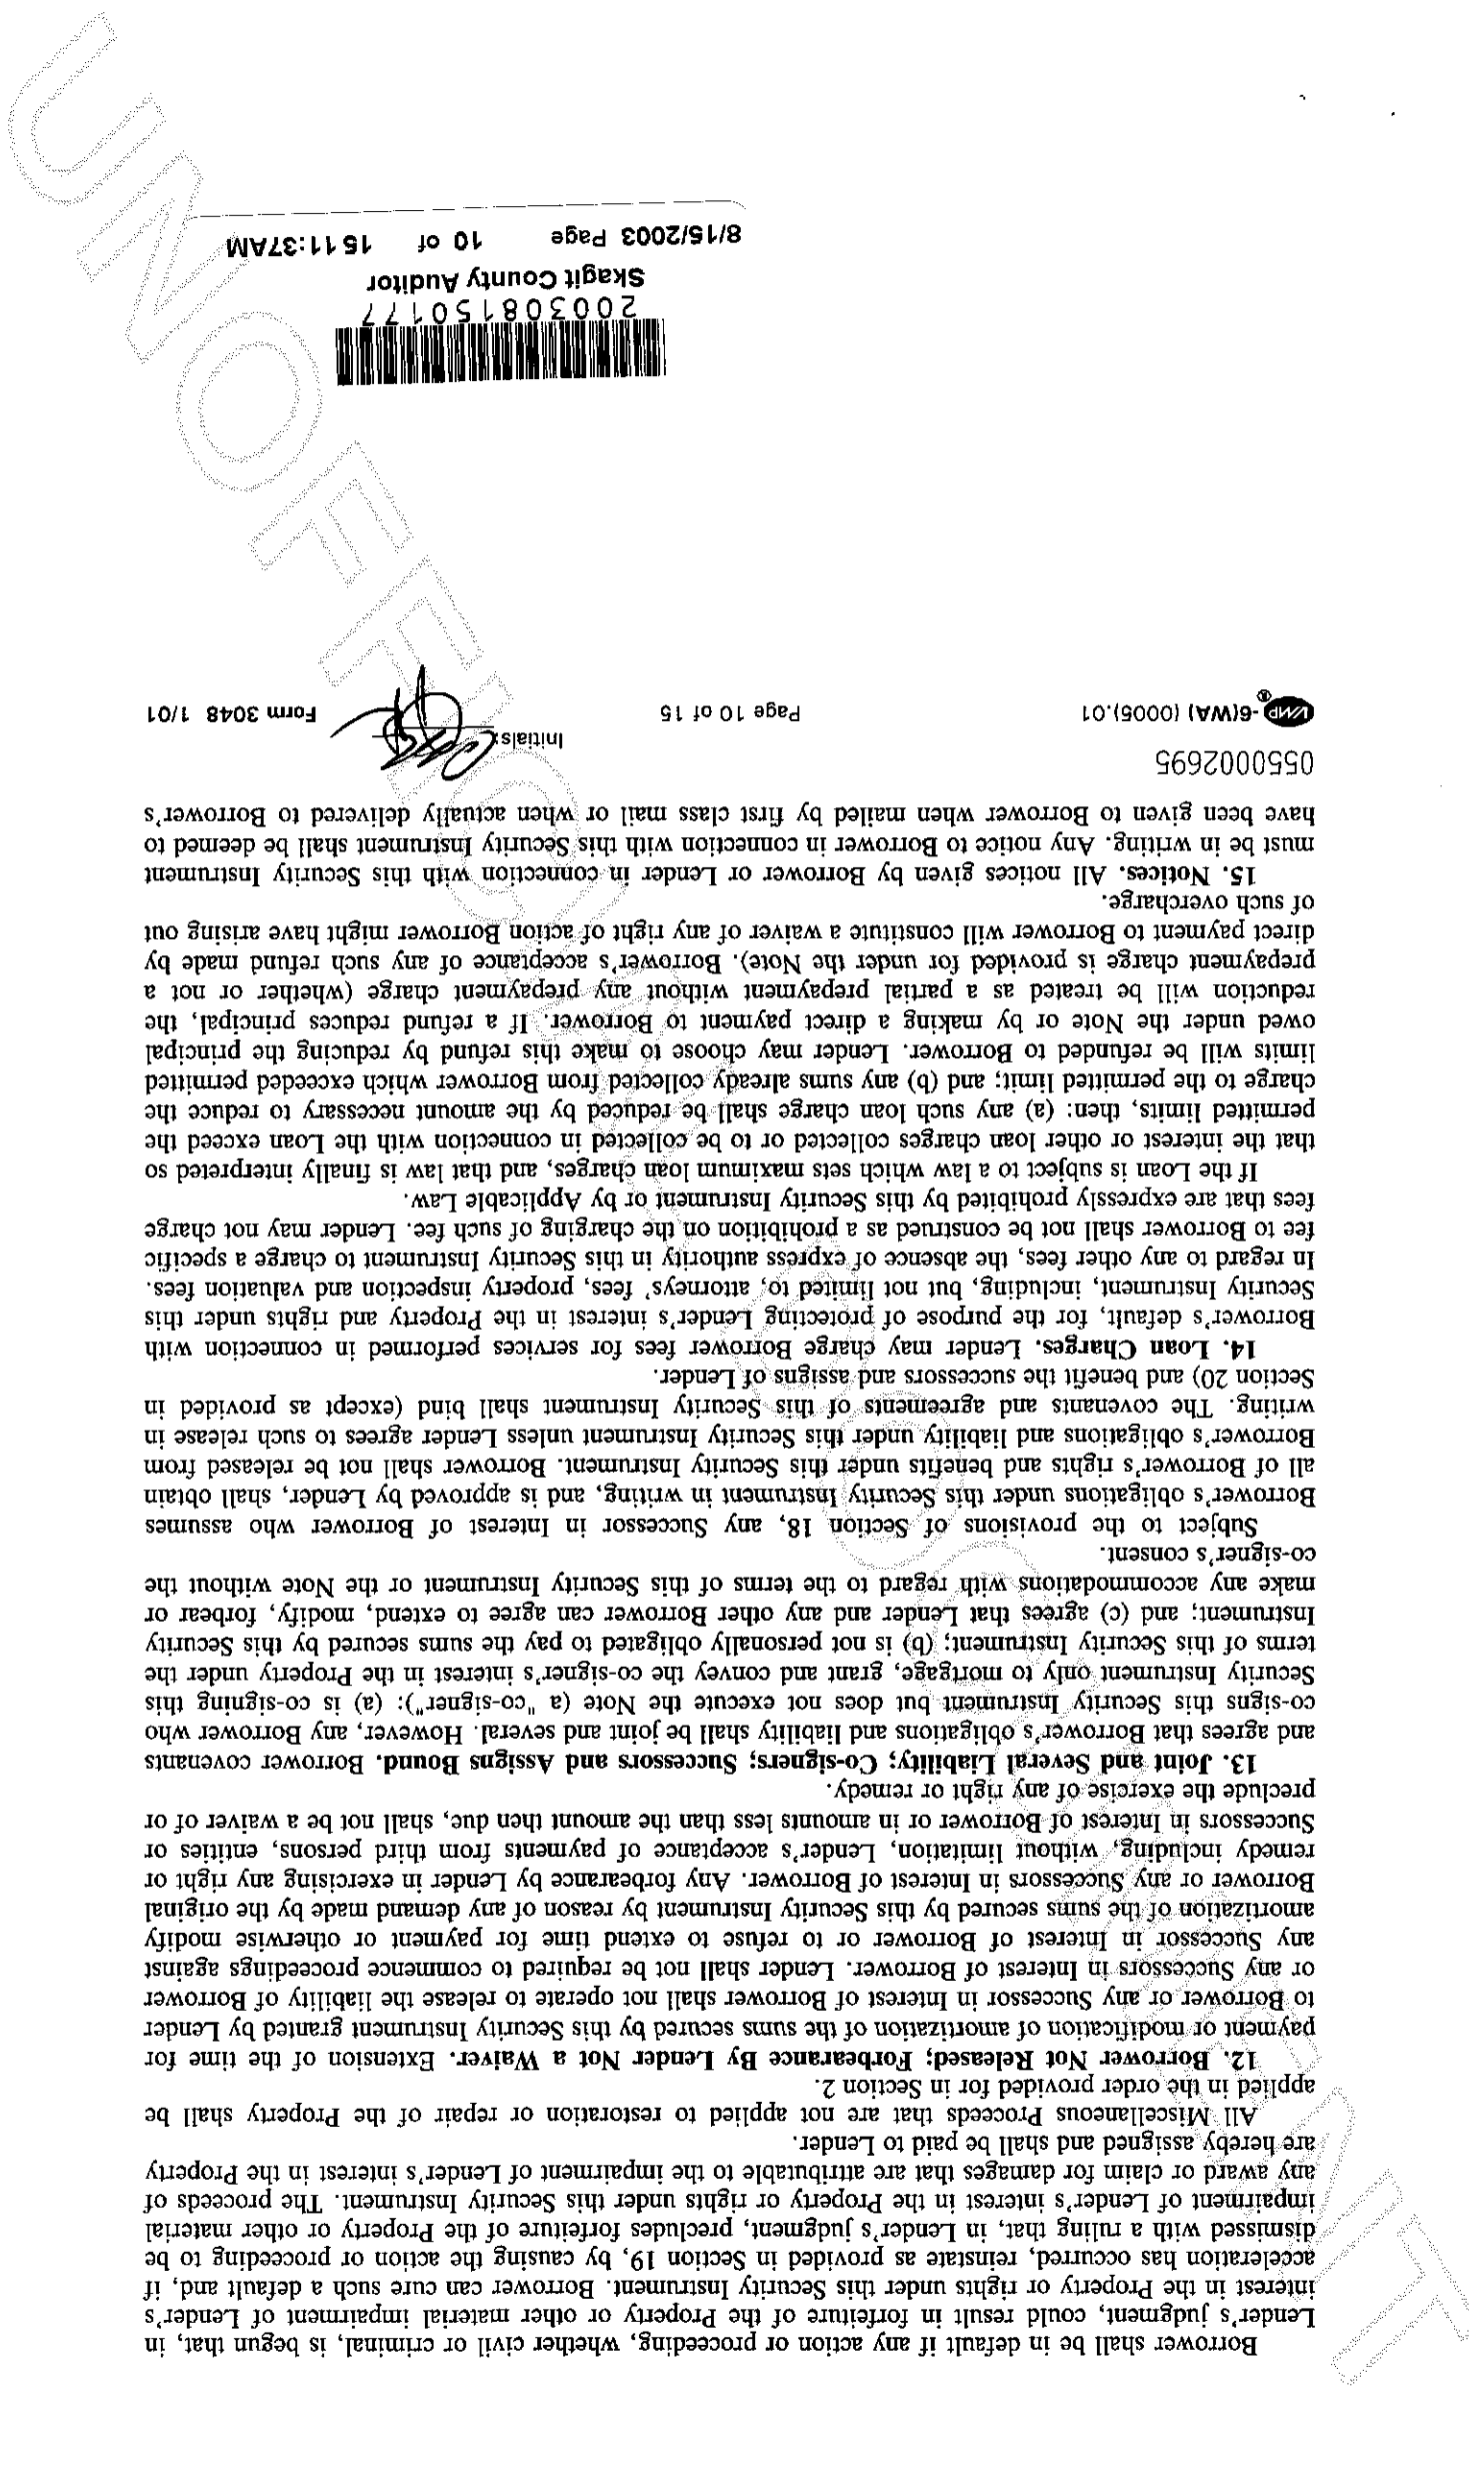 Borrower shall be in default if any action or proceeding, whether civil or criminal, is begun that, in
Lender's judgment, could result in forfeiture of the Property or other material impairment of Lender's
interest in the Property or rights under this Security Instrument. Borrower can cure such a default and, if
acceleration has occurred, reinstate as provided in Section 19, by causing the action or proceeding to be
dismissed with a ruling that, in Lender's judgment, precludes forfeiture of the Property or other material
impairment of Lender's interest in the Property or rights under this Security Instrument. The proceeds of
any award or claim for damages that are attributable to the impairment of Lender's interest in the Property
are hereby assigned and shall be paid to Lender.
All Miscellaneous Proceeds that are not applied to restoration or repair of the Property shall be
applied in the order provided for in Section 2.
12. Borrower Not Released; Forbearance By Lender Not a Waiver. Extension of the time for
payment or modification of amortization of the sums secured by this Security Instrument granted by Lender
to Borrower or any Successor in Interest of Borrower shall not operate to release the liability of Borrower
or any Successors in Interest of Borrower. Lender shall not be required to commence proceedings against
any Successor in Interest of Borrower or to refuse to extend time for payment or otherwise modify
amortization of the sums secured by this Security Instrument by reason of any demand made by the original
Borrower or any Successors in Interest of Borrower. Any forbearance by Lender in exercising any right or
remedy including, without limitation, Lender's acceptance of payments from third persons, entities or
Successors in Interest of Borrower or in amounts less than the amount then due, shall not be a waiver of or
preclude the exercise of any right or remedy.
13. Joint and Several Liability; Co-signers; Successors and Assigns Bound. Borrower covenants
and agrees that Borrower's obligations and liability shall be joint and several. However, any Borrower who
co-signs this Security Instrument but does not execute the Note (a "co-signer"): (a) is co-signing this
Security Instrument only to mortgage, grant and convey the co-signer's interest in the Property under the
terms of this Security Instrument; (b) is not personally obligated to pay the sums secured by this Security
Instrument; and (c) agrees that Lender and any other Borrower can agree to extend, modify, forbear or
make any accommodations with regard to the terms of this Security Instrument or the Note without the
co-signer's consent.
Subject to the provisions of Section 18, any Successor in Interest of Borrower who assumes
Borrower's obligations under this Security Instrument in writing, and is approved by Lender, shall obtain
all of Borrower's rights and benefits under this Security Instrument. Borrower shall not be released from
Borrower's obligations and liability under this Security Instrument unless Lender agrees to such release in
writing. The covenants and agreements of this Security Instrument shall bind (except as provided in
Section 20) and benefit the successors and assigns of Lender.
14. Loan Charges. Lender may charge Borrower fees for services performed in connection with
Borrower's default, for the purpose of protecting Lender's interest in the Property and rights under this
Security Instrument, including, but not limited to, attorneys' fees, property inspection and valuation fees.
In regard to any other fees, the absence of express authority in this Security Instrument to charge a specific
fee to Borrower shall not be construed as a prohibition on the charging of such fee. Lender may not charge
fees that are expressly prohibited by this Security Instrument or by Applicable Law.
If the Loan is subject to a law which sets maximum loan charges, and that law is finally interpreted so
that the interest or other loan charges collected or to be collected in connection with the Loan exceed the
permitted limits, then: (a) any such loan charge shall be reduced by the amount necessary to reduce the
charge to the permitted limit; and (b) any sums already collected from Borrower which exceeded permitted
limits will be refunded to Borrower. Lender may choose to make this refund by reducing the principal
owed under the Note or by making a direct payment to Borrower. If a refund reduces principal, the
reduction will be treated as a partial prepayment without any prepayment charge (whether or not a
prepayment charge is provided for under the Note). Borrower's acceptance of any such refund made by
direct payment to Borrower will constitute a waiver of any right of action Borrower might have arising out
of such overcharge.
15. Notices. All notices given by Borrower or Lender in connection with this Security Instrument
must be in writing. Any notice to Borrower in connection with this Security Instrument shall be deemed to
have been given to Borrower when mailed by first class mail or when actually delivered to Borrower's
0550002695
Initials:
VMP -6(WA) (0005).01 Page 10 of 15 Form 3048 1/01
200308150177
Skagit County Auditor
8/15/2003 Page 10 of 15 11:37AM
UNOFFICIAL DOCUMENT